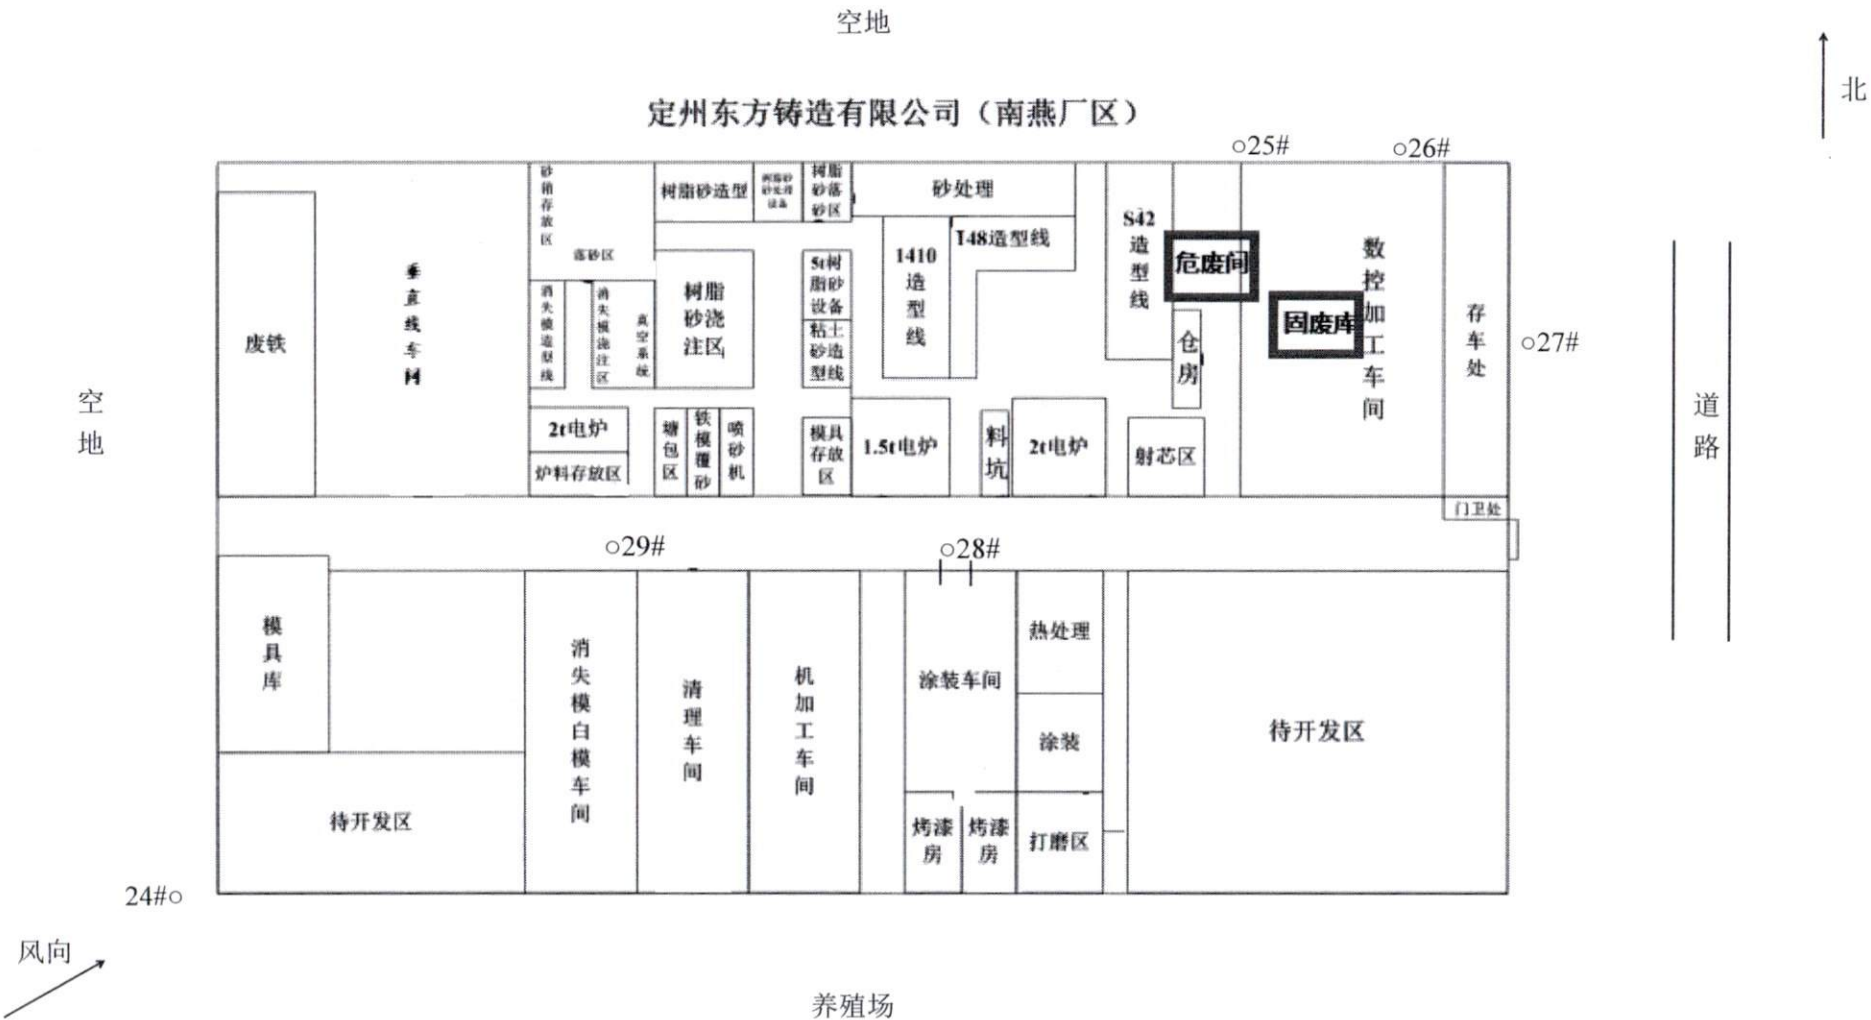 空地
北
定州东方铸造有限公司（南燕厂区）
○25#
○26#
砂箱存放区
落砂区
树脂砂造型
树脂砂砂处理设备
树脂砂落砂区
砂处理
S42造型线
危废间
数控加工车间
固废库
存车处
○27#
道路
空地
废铁
垂直线车间
消失模造型线
消失模浇注区
真空系统
树脂砂浇注区
5t树脂砂设备
粘土砂造型线
1410造型线
148造型线
仓房
2t电炉
炉料存放区
搪包区
铁模覆砂
喷砂机
模具存放区
1.5t电炉
料坑
2t电炉
射芯区
门卫处
○29#
○28#
模具库
待开发区
消失模白模车间
清理车间
机加工车间
涂装车间
热处理
涂装
烤漆房
烤漆房
打磨区
待开发区
24#○
风向
养殖场